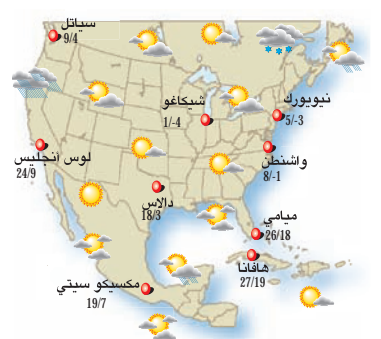 سياتل
9/4
شيكاغو
1/-4
نيويورك
5/-3
لوس أنجليس
24/9
واشنطن
8/-1
دالاس
18/3
ميامي
26/18
هافانا
27/19
مكسيكو سيتي
19/7